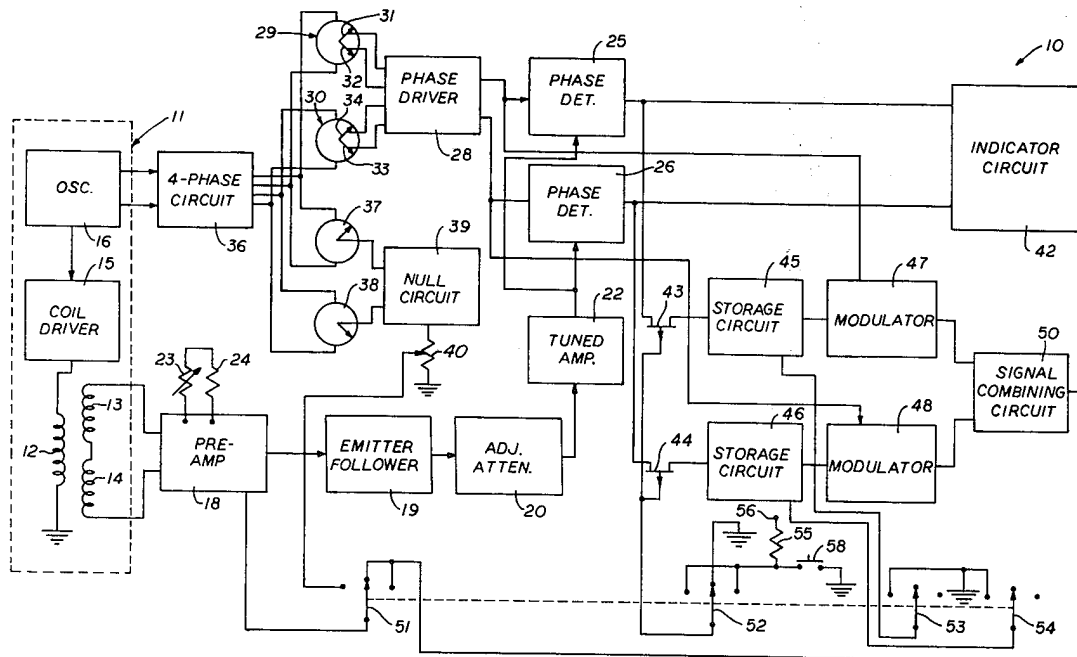 10
11
OSC.
16
15
COIL DRIVER
12
13
14
4-PHASE CIRCUIT
36
29
31
32
30
34
33
37
38
PHASE DRIVER
28
39
NULL CIRCUIT
40
25
PHASE DET.
26
PHASE DET.
22
TUNED AMP.
INDICATOR CIRCUIT
42
43
45
STORAGE CIRCUIT
47
MODULATOR
44
46
STORAGE CIRCUIT
48
MODULATOR
50
SIGNAL COMBINING CIRCUIT
23
24
PRE-AMP
18
EMITTER FOLLOWER
19
ADJ. ATTEN.
20
51
52
56
55
58
53
54